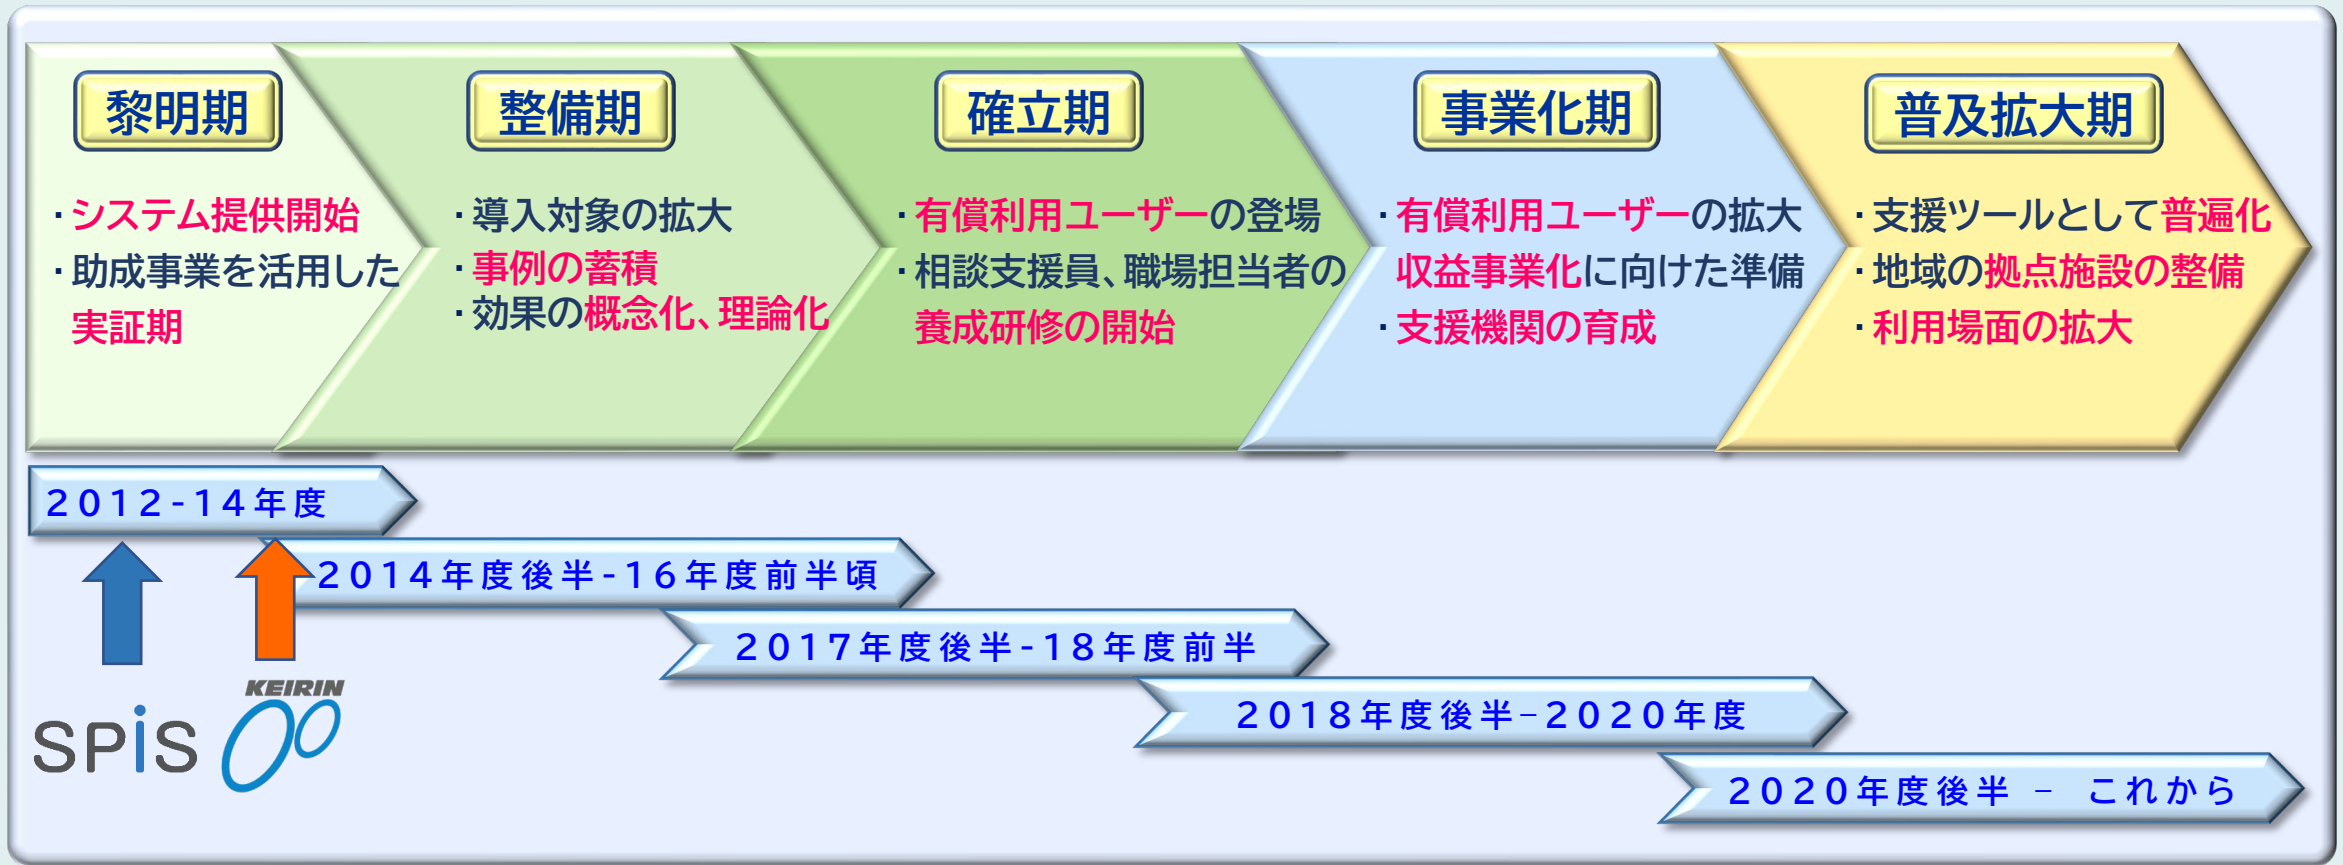 黎明期
・システム提供開始
・助成事業を活用した
実証期
整備期
・導入対象の拡大
・事例の蓄積
・効果の概念化、理論化
確立期
・有償利用ユーザーの登場
・相談支援員、職場担当者の
養成研修の開始
事業化期
・有償利用ユーザーの拡大
収益事業化に向けた準備
・支援機関の育成
普及拡大期
・支援ツールとして普遍化
・地域の拠点施設の整備
・利用場面の拡大
2012-14年度
2014年度後半-16年度前半頃
2017年度後半-18年度前半
2018年度後半−2020年度
2020年度後半 − これから
SPiS
KEIRIN